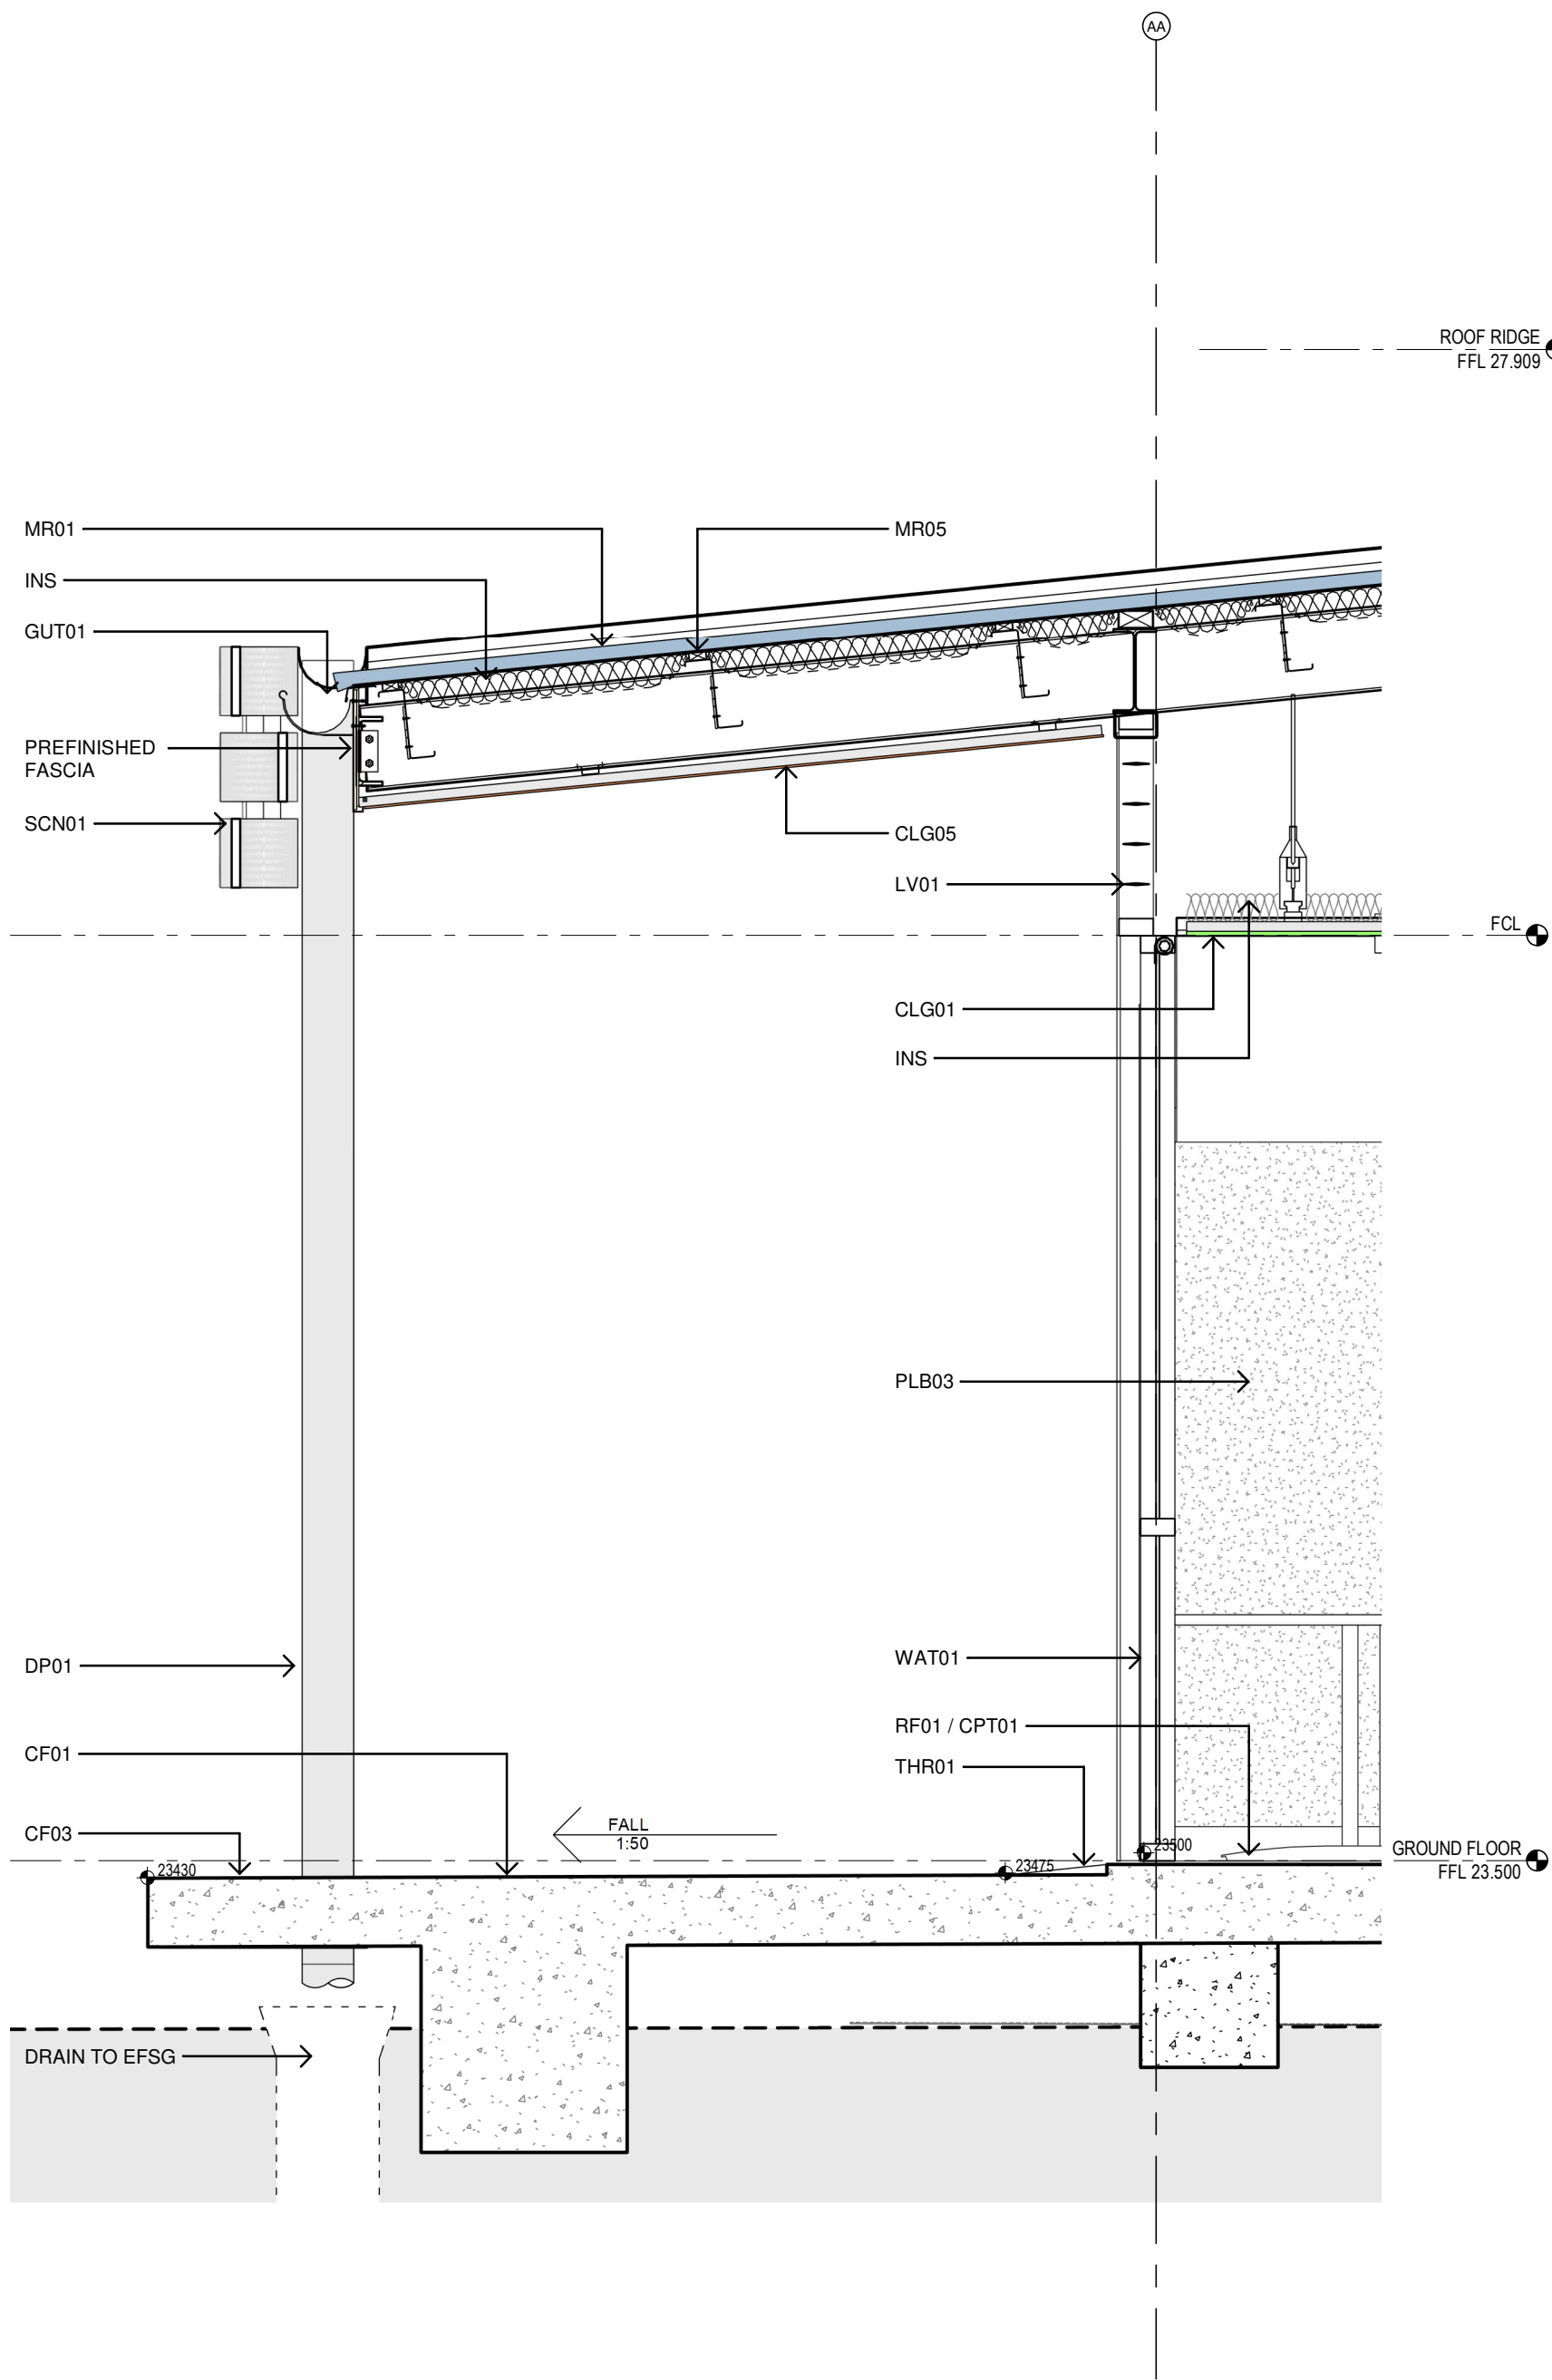 AA
ROOF RIDGE
FFL 27.909
MR01
MR05
INS
GUT01
PREFINISHED
FASCIA
SCN01
CLG05
LV01
FCL
CLG01
INS
PLB03
DP01
WAT01
RF01 / CPT01
CF01
THR01
FALL
1:50
CF03
23430
23475
23500
GROUND FLOOR
FFL 23.500
DRAIN TO EFSG